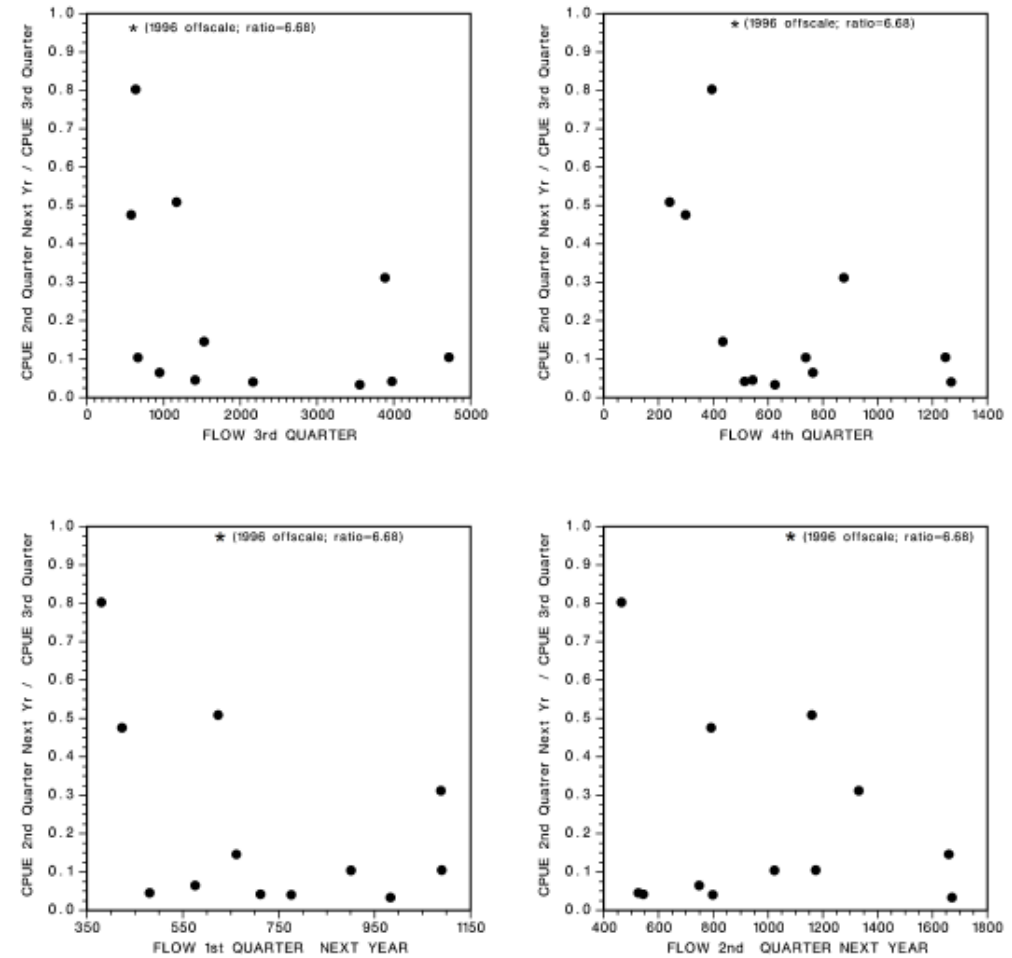 CPUE 2nd Quarter Next Yr / CPUE 3rd Quarter
1.0
0.9
0.8
0.7
0.6
0.5
0.4
0.3
0.2
0.1
0.0
* (1996 offscale; ratio=6.68)
0 1000 2000 3000 4000 5000
FLOW 3rd QUARTER
CPUE 2nd Quarter Next Yr / CPUE 3rd Quarter
1.0
0.9
0.8
0.7
0.6
0.5
0.4
0.3
0.2
0.1
0.0
* (1996 offscale; ratio=6.68)
0 200 400 600 800 1000 1200 1400
FLOW 4th QUARTER
CPUE 2nd Quarter Next Yr / CPUE 3rd Quarter
1.0
0.9
0.8
0.7
0.6
0.5
0.4
0.3
0.2
0.1
0.0
* (1996 offscale; ratio=6.68)
350 550 750 950 1150
FLOW 1st QUARTER NEXT YEAR
CPUE 2nd Quatrer Next Yr / CPUE 3rd Quarter
1.0
0.9
0.8
0.7
0.6
0.5
0.4
0.3
0.2
0.1
0.0
* (1996 offscale; ratio=6.68)
400 600 800 1000 1200 1400 1600 1800
FLOW 2nd QUARTER NEXT YEAR